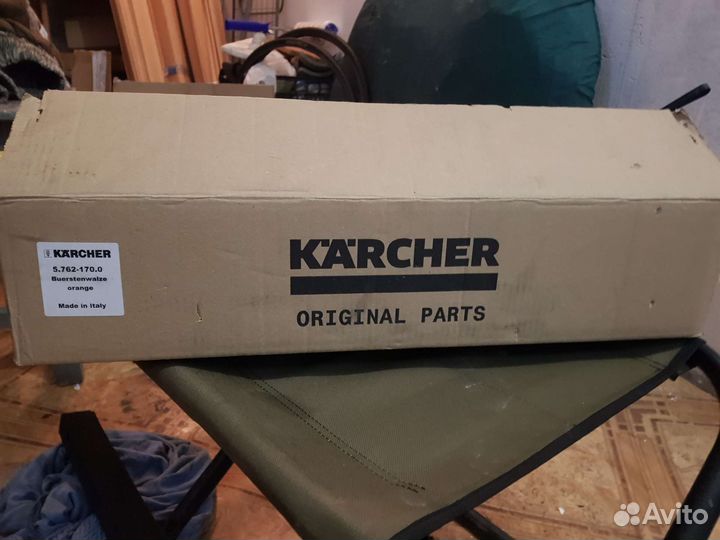 KÄRCHER
5.762-170.0
Buerstenwalze
orange
Made in Italy
KÄRCHER
ORIGINAL PARTS
Avito